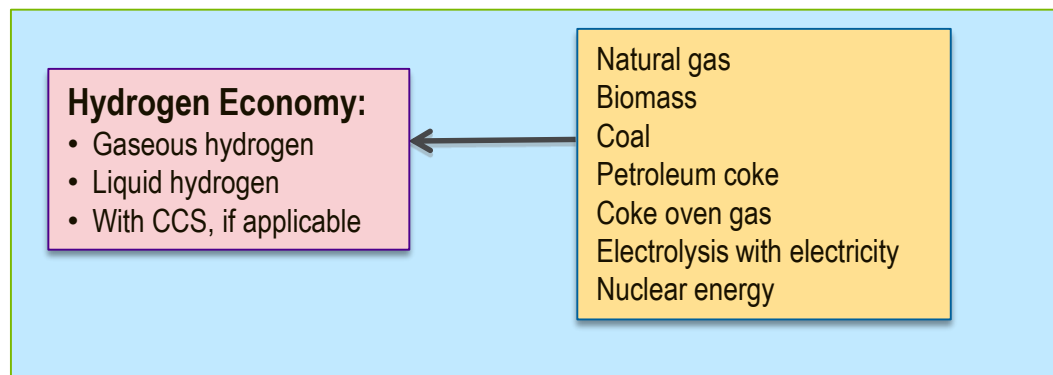 Hydrogen Economy:
• Gaseous hydrogen
• Liquid hydrogen
• With CCS, if applicable
Natural gas
Biomass
Coal
Petroleum coke
Coke oven gas
Electrolysis with electricity
Nuclear energy